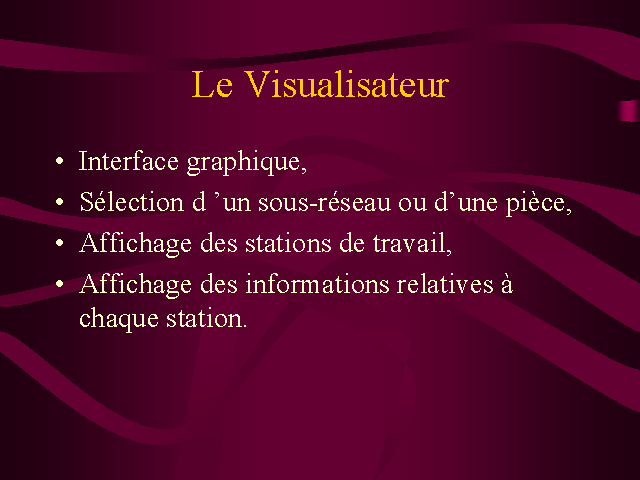 Le Visualisateur
• Interface graphique,
• Sélection d ’un sous-réseau ou d’une pièce,
• Affichage des stations de travail,
• Affichage des informations relatives à
chaque station.